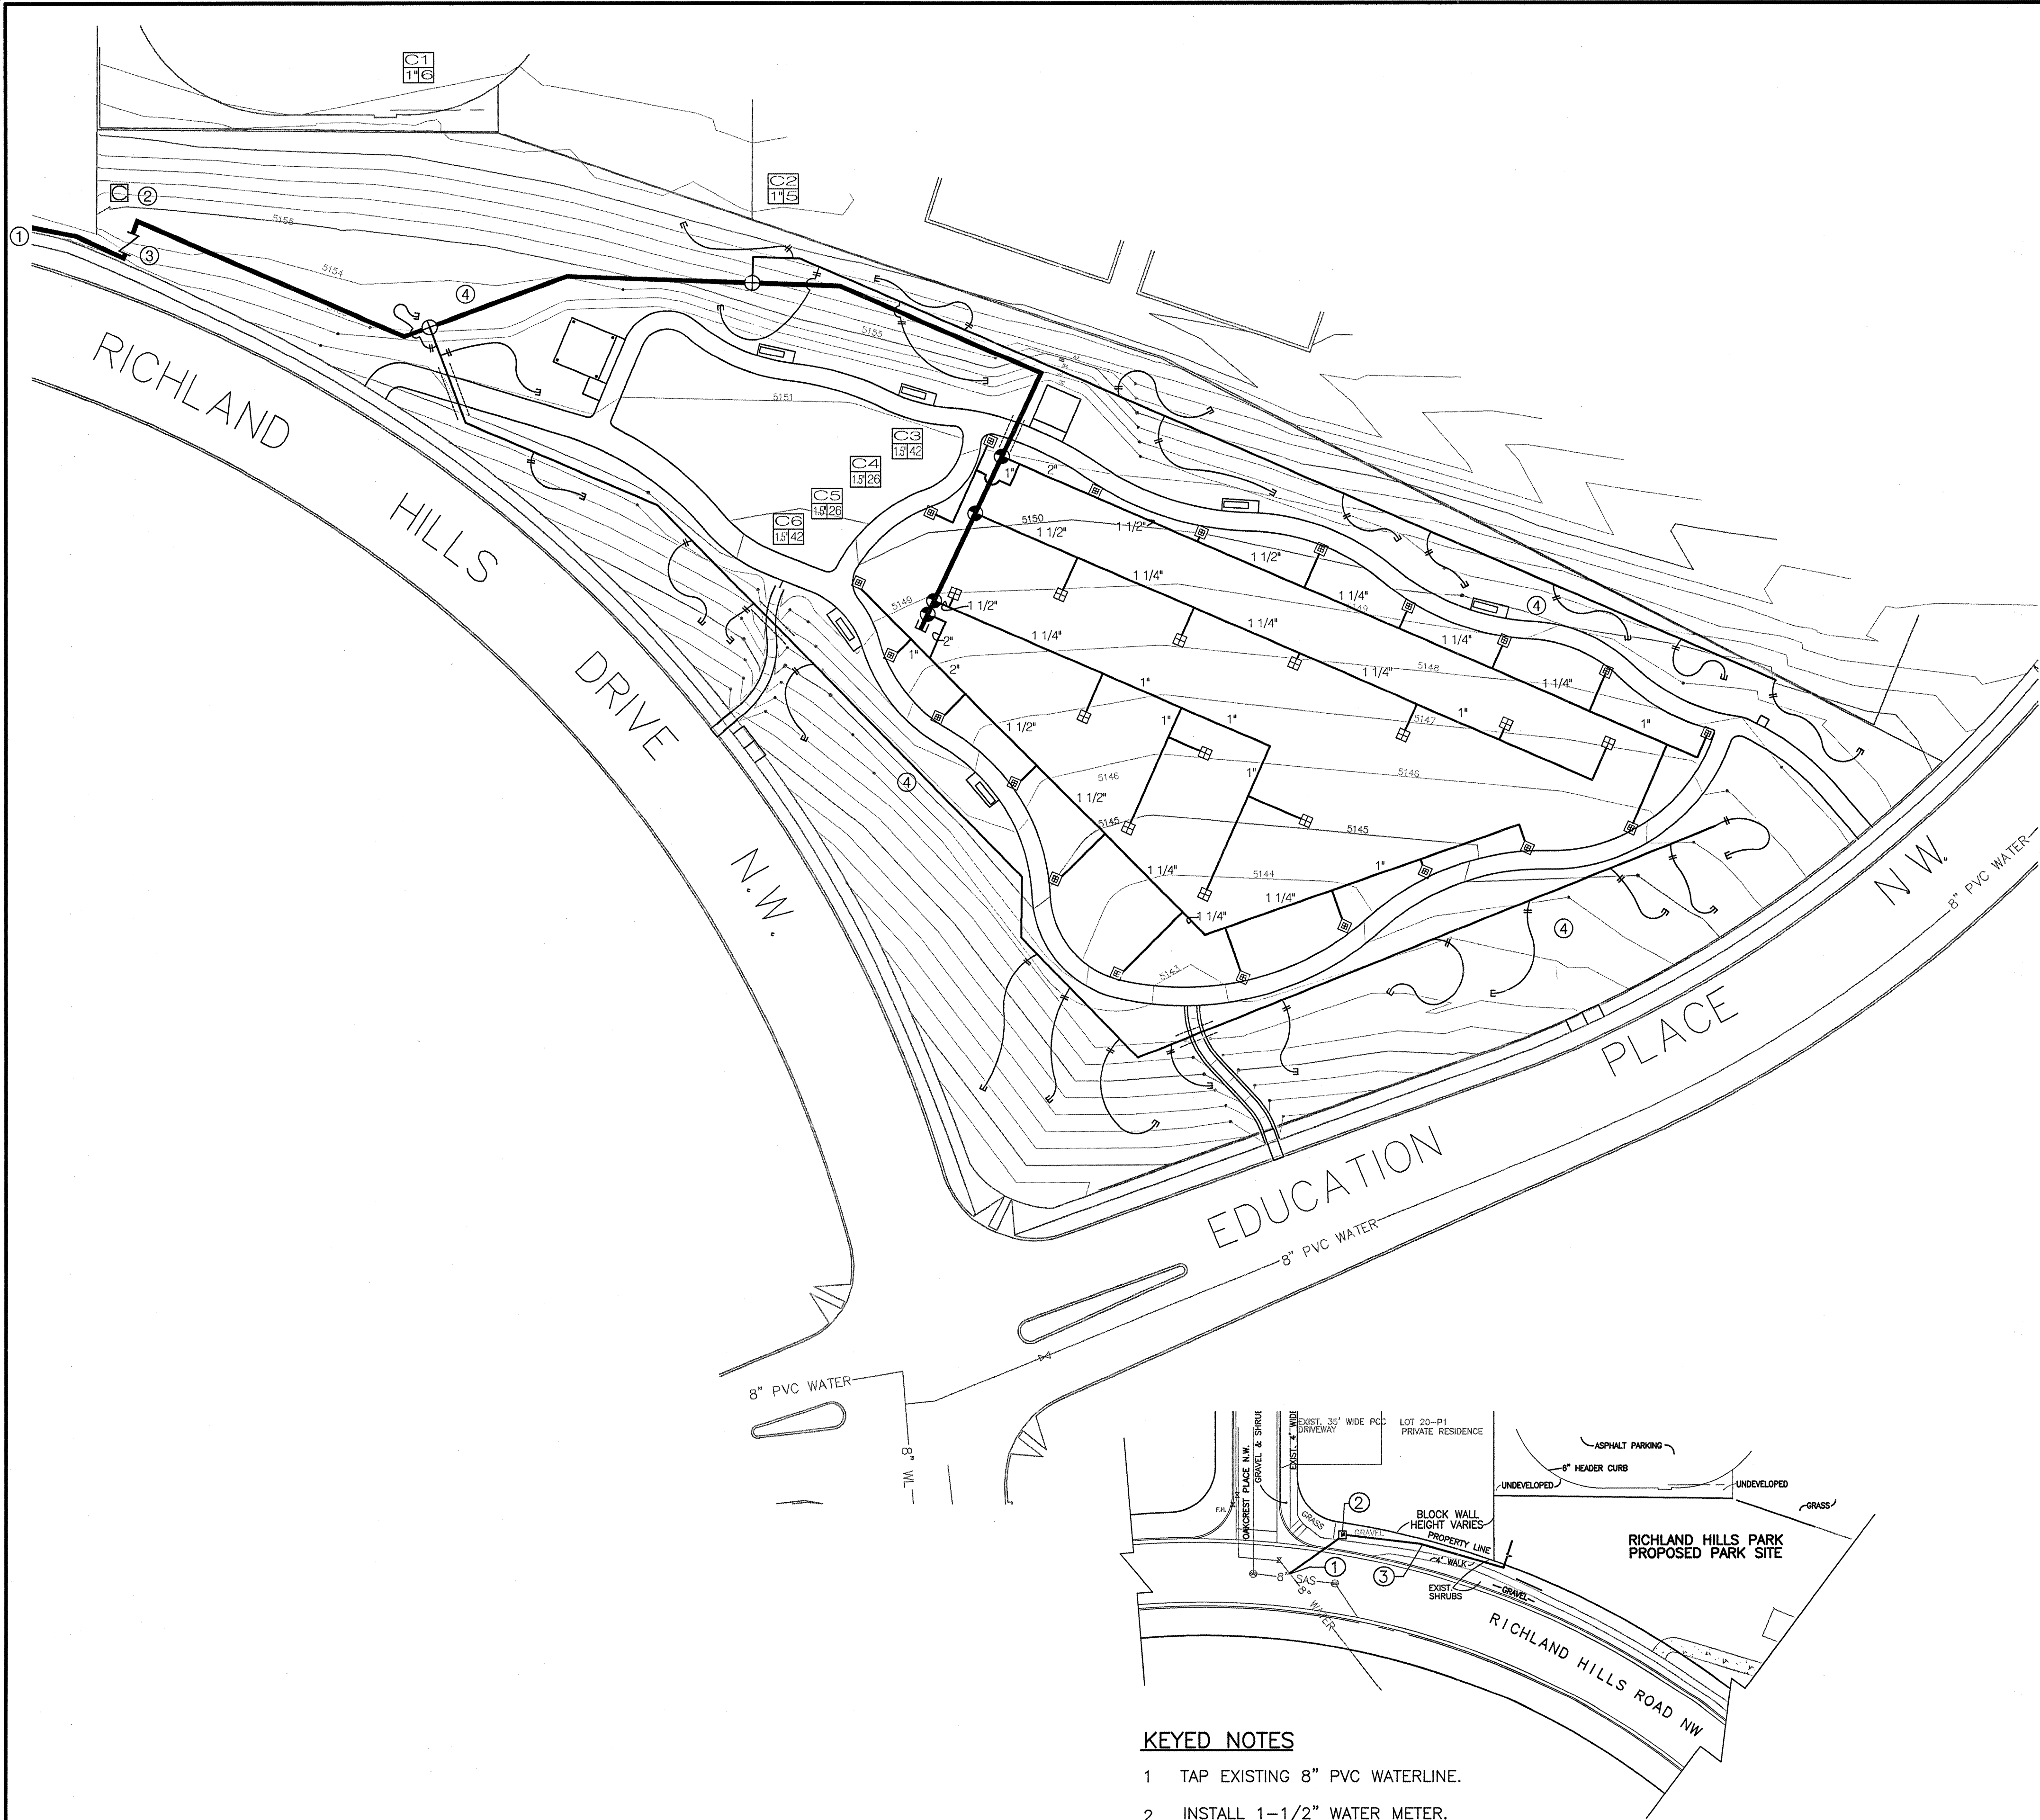 C1
1" 6
C2
1" 5
C
2
1
3
5155
5154
4
5155
5151
C3
1.5" 42
C4
1.5" 26
C5
1.5" 26
C6
1.5" 42
1"
2"
5150
1 1/2"
1 1/2"
1 1/2"
1 1/4"
1 1/4"
5149
5149
1 1/2"
4
2"
1"
2"
1 1/4"
1 1/4"
1 1/4"
5148
1 1/4"
1 1/4"
1"
1"
1"
1"
5147
1"
1 1/2"
5146
5146
1"
1 1/2"
5145
5145
4
1 1/4"
5144
1"
1 1/4"
1 1/4"
4
5143
RICHLAND
HILLS
DRIVE
N.W.
EDUCATION
PLACE
N.W.
8" PVC WATER
8" PVC WATER
8" PVC WATER
8" WL
EXIST. 35' WIDE PCC
DRIVEWAY
LOT 20-P1
PRIVATE RESIDENCE
OAKCREST PLACE N.W.
GRAVEL & SHRUB
EXIST. 4' WIDE
F.H.
GRASS
2
GRAVEL
BLOCK WALL
HEIGHT VARIES
PROPERTY LINE
4' WALK
1
3
8" SAS
8" WATER
EXIST.
SHRUBS
GRAVEL
ASPHALT PARKING
6" HEADER CURB
UNDEVELOPED
UNDEVELOPED
GRASS
RICHLAND HILLS PARK
PROPOSED PARK SITE
RICHLAND HILLS ROAD NW
KEYED NOTES
1 TAP EXISTING 8" PVC WATERLINE.
2 INSTALL 1-1/2" WATER METER.